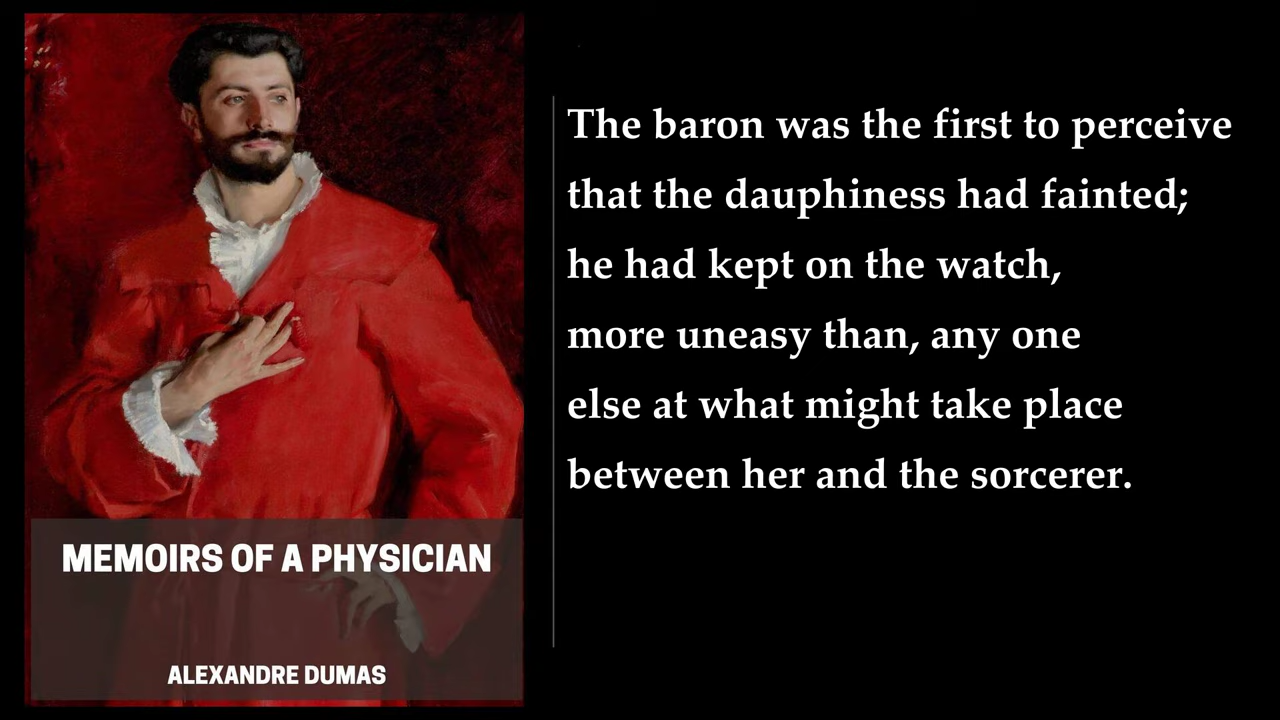 MEMOIRS OF A PHYSICIAN
ALEXANDRE DUMAS
The baron was the first to perceive
that the dauphiness had fainted;
he had kept on the watch,
more uneasy than, any one
else at what might take place
between her and the sorcerer.